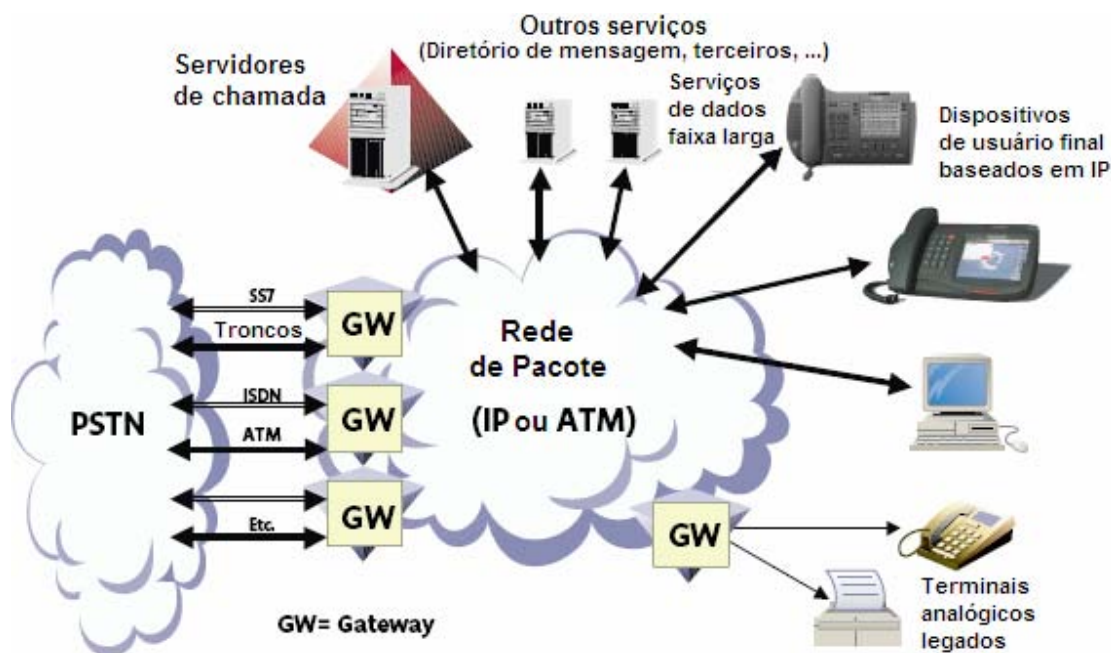 Outros serviços
(Diretório de mensagem, terceiros, ...)
Servidores
de chamada
Serviços
de dados
faixa larga
Dispositivos
de usuário final
baseados em IP
SS7
Troncos
GW
ISDN
ATM
GW
Etc.
GW
PSTN
Rede
de Pacote
(IP ou ATM)
GW
Terminais
analógicos
legados
GW= Gateway